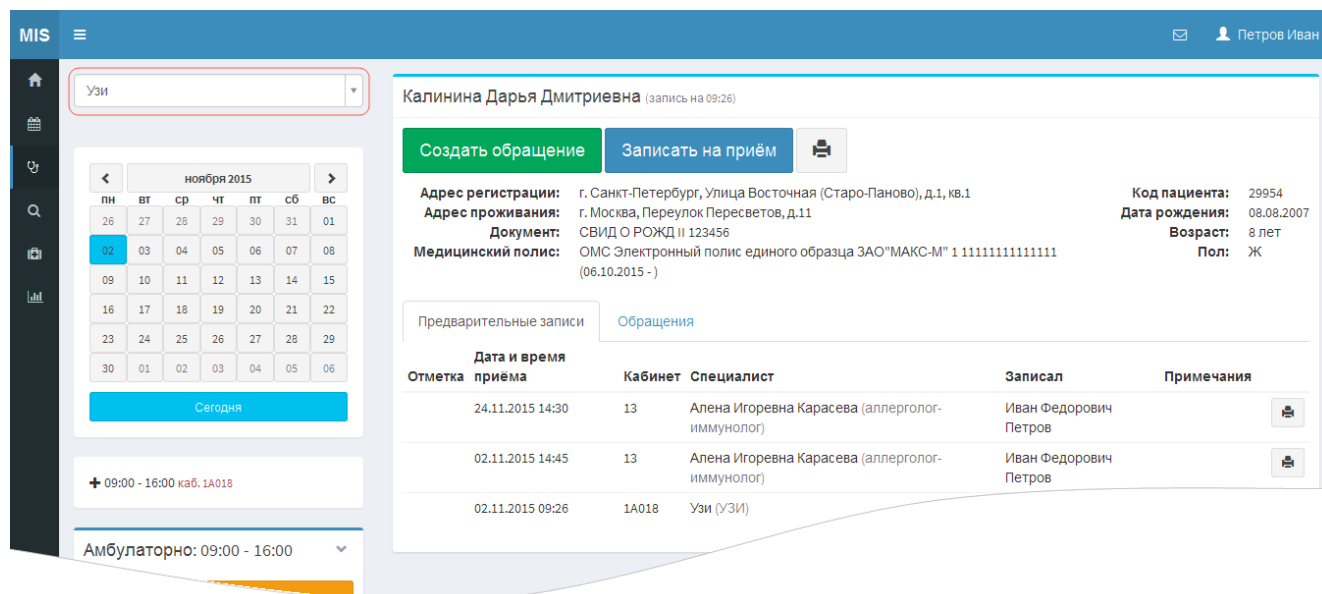 MIS
Петров Иван
Узи
ноября 2015
пн вт ср чт пт сб вс
26 27 28 29 30 31 01
02 03 04 05 06 07 08
09 10 11 12 13 14 15
16 17 18 19 20 21 22
23 24 25 26 27 28 29
30 01 02 03 04 05 06
Сегодня
09:00 - 16:00 каб. 1А018
Амбулаторно: 09:00 - 16:00
Калинина Дарья Дмитриевна (запись на 09:26)
Создать обращение Записать на приём
Адрес регистрации: г. Санкт-Петербург, Улица Восточная (Старо-Паново), д.1, кв.1
Адрес проживания: г. Москва, Переулок Пересветов, д.11
Документ: СВИД О РОЖД II 123456
Медицинский полис: ОМС Электронный полис единого образца ЗАО"МАКС-М" 1 11111111111111
(06.10.2015 - )
Код пациента: 29954
Дата рождения: 08.08.2007
Возраст: 8 лет
Пол: Ж
Предварительные записи Обращения
Дата и время
Отметка приёма Кабинет Специалист Записал Примечания
24.11.2015 14:30 13 Алена Игоревна Карасева (аллерголог- Иван Федорович
иммунолог) Петров
02.11.2015 14:45 13 Алена Игоревна Карасева (аллерголог- Иван Федорович
иммунолог) Петров
02.11.2015 09:26 1А018 Узи (УЗИ)